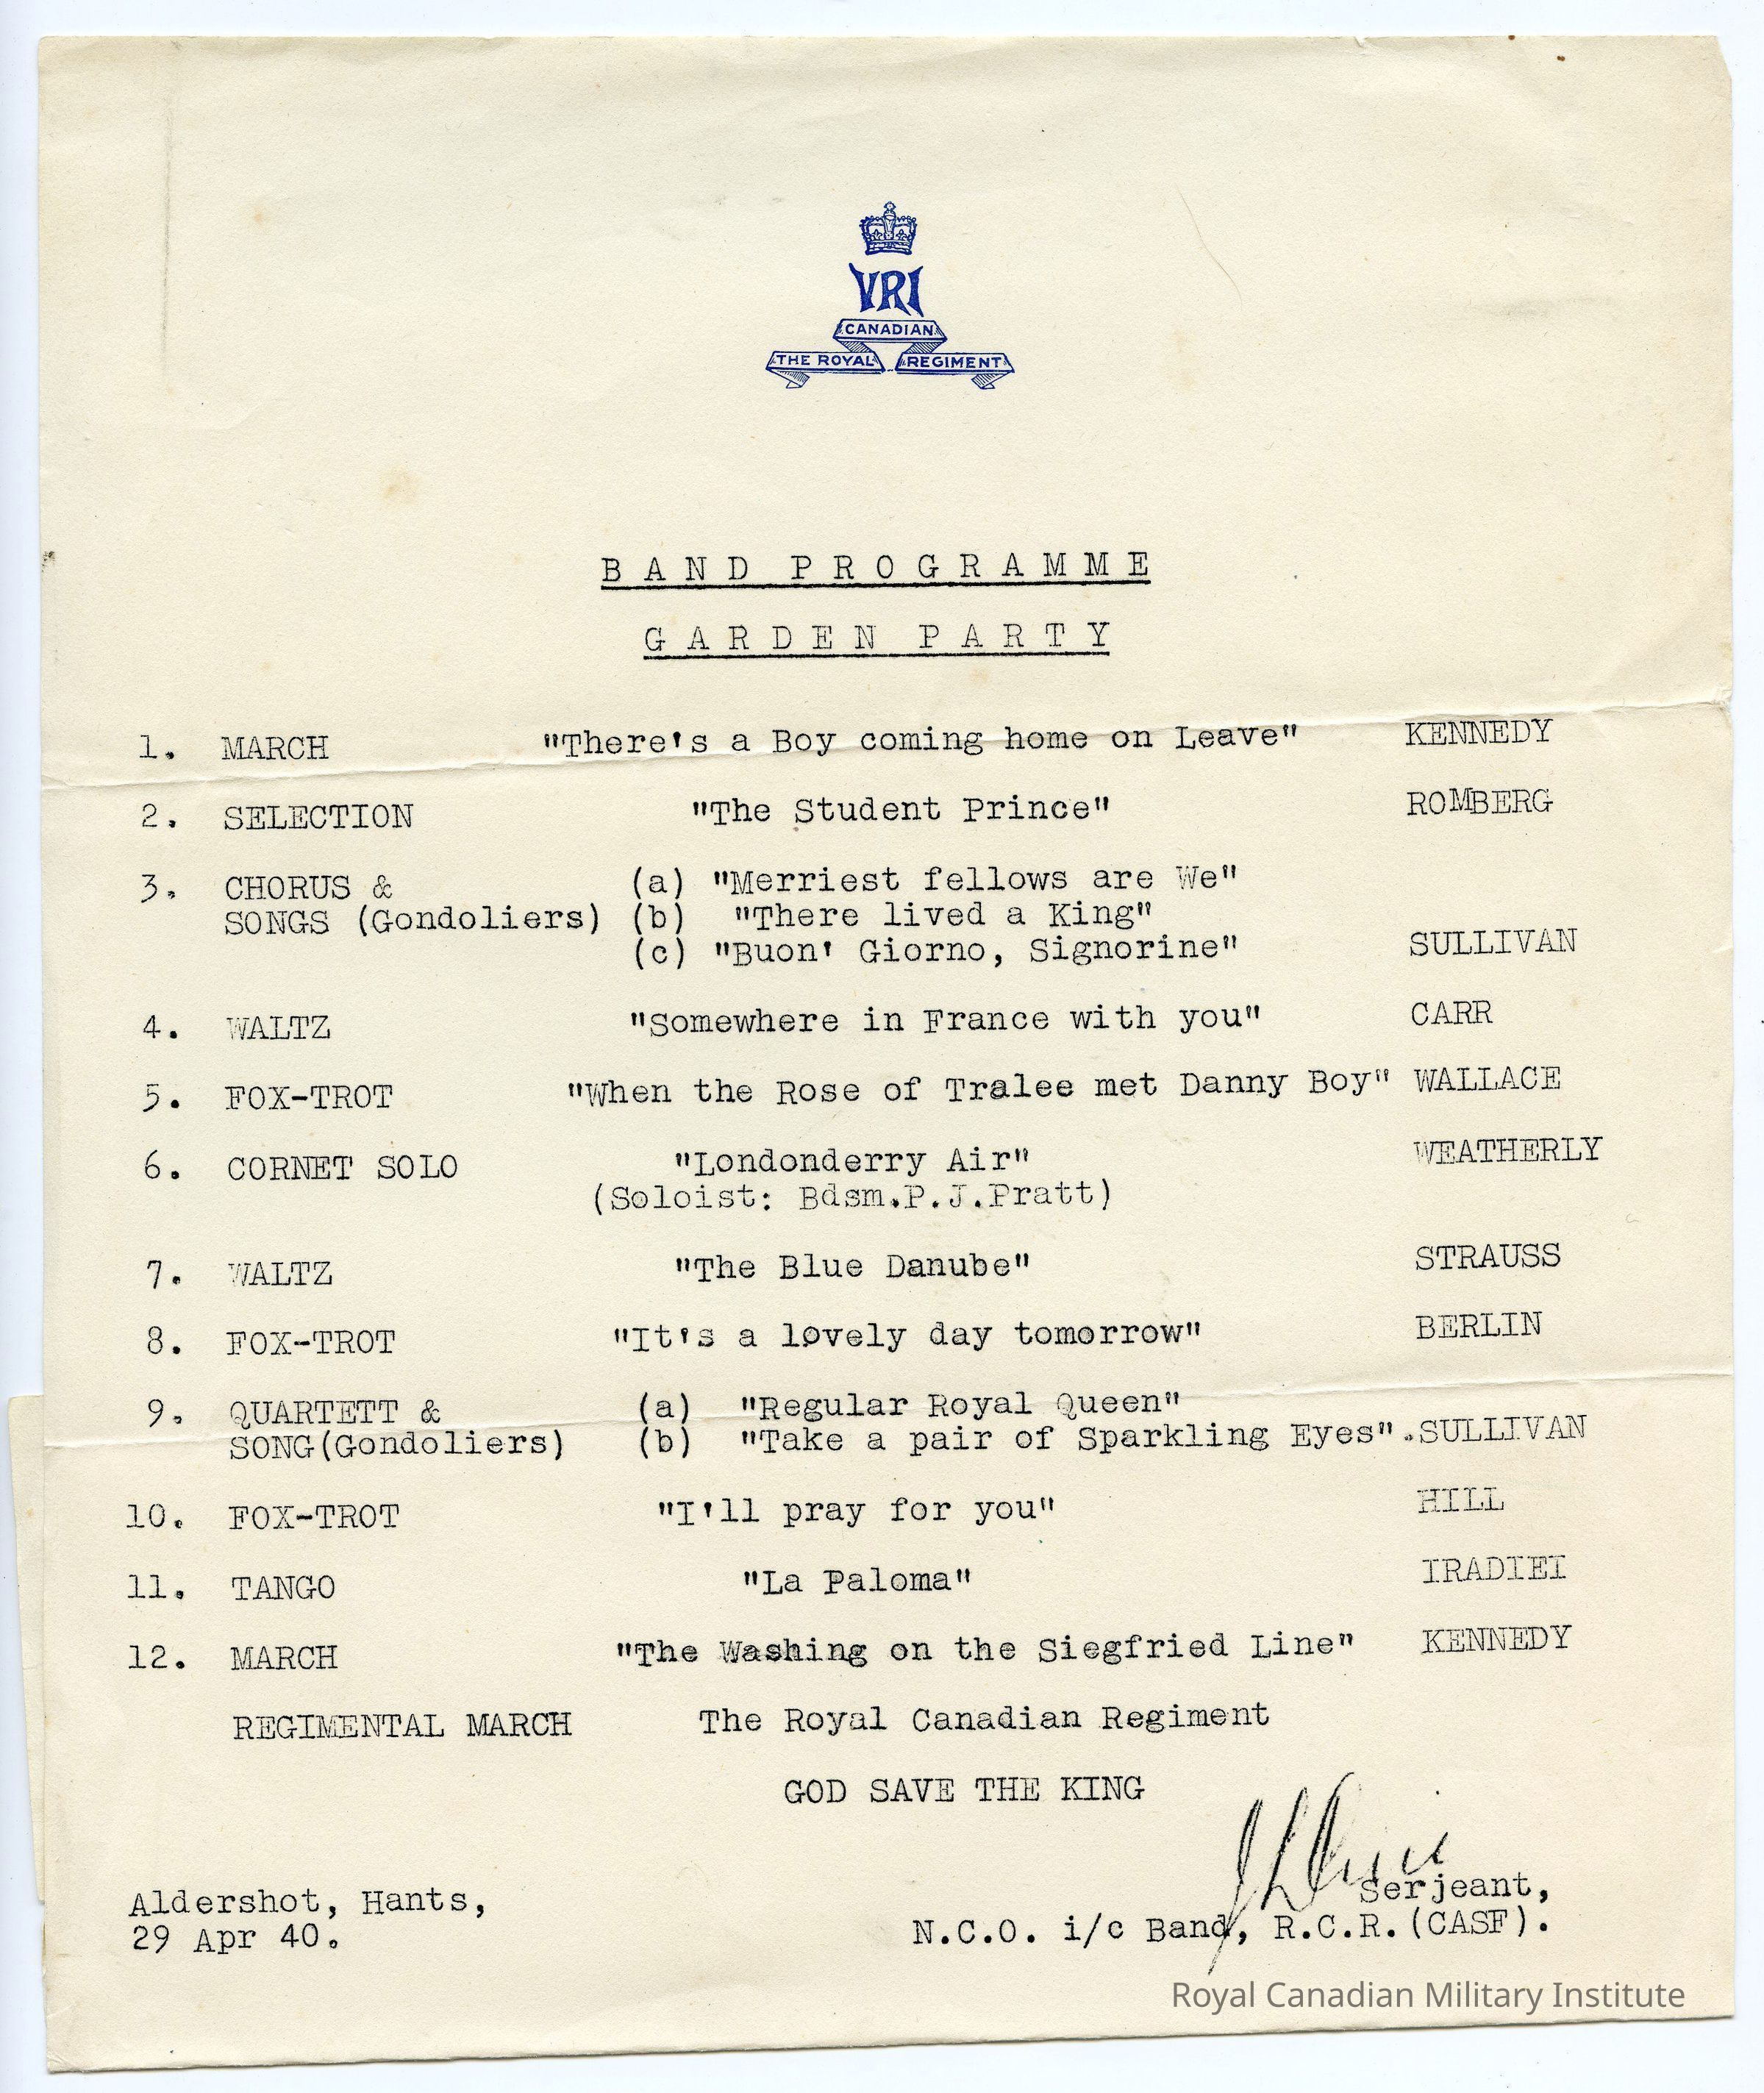 VRI
CANADIAN
THE ROYAL REGIMENT
BAND PROGRAMME
GARDEN PARTY
1. MARCH "There's a Boy coming home on Leave" KENNEDY
2. SELECTION "The Student Prince" ROMBERG
3. CHORUS & (a) "Merriest fellows are We"
SONGS (Gondoliers) (b) "There lived a King"
(c) "Buon' Giorno, Signorine" SULLIVAN
4. WALTZ "Somewhere in France with you" CARR
5. FOX-TROT "When the Rose of Tralee met Danny Boy" WALLACE
6. CORNET SOLO "Londonderry Air" WEATHERLY
(Soloist: Bdsm.P.J.Pratt)
7. WALTZ "The Blue Danube" STRAUSS
8. FOX-TROT "It's a lovely day tomorrow" BERLIN
9. QUARTETT & (a) "Regular Royal Queen"
SONG(Gondoliers) (b) "Take a pair of Sparkling Eyes".SULLIVAN
10. FOX-TROT "I'll pray for you" HILL
11. TANGO "La Paloma" IRADIEI
12. MARCH "The Washing on the Siegfried Line" KENNEDY
REGIMENTAL MARCH The Royal Canadian Regiment
GOD SAVE THE KING
Serjeant,
Aldershot, Hants,
29 Apr 40.
N.C.O. i/c Band, R.C.R.(CASF).
Royal Canadian Military Institute